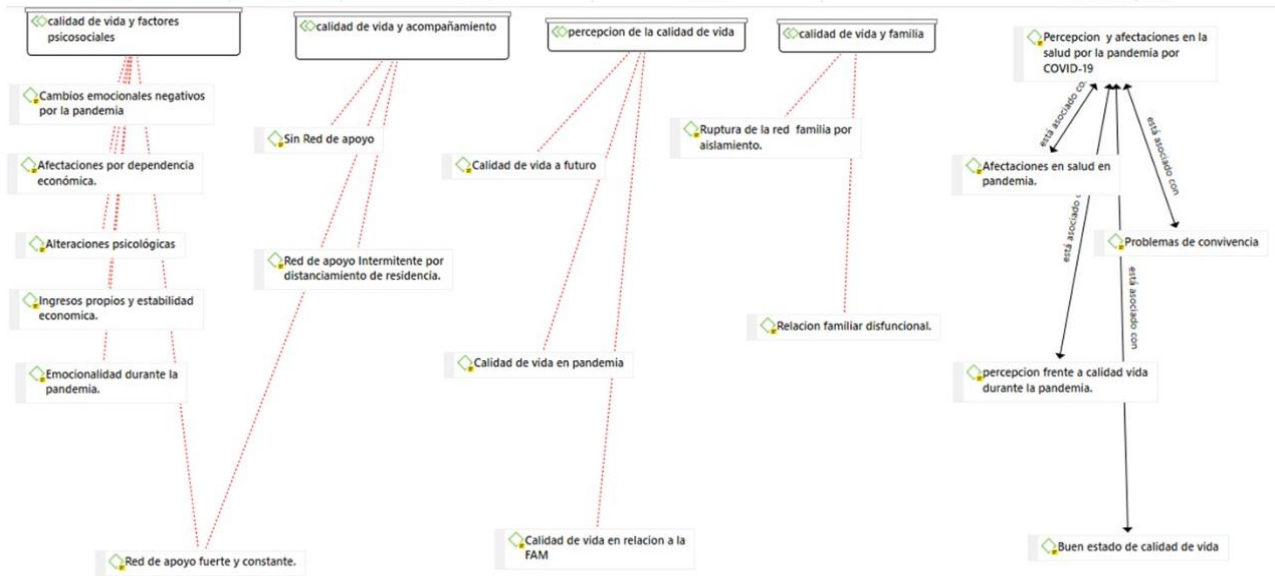 calidad de vida y factores
psicosociales
Cambios emocionales negativos
por la pandemia
Afectaciones por dependencia
económica.
Alteraciones psicológicas
Ingresos propios y estabilidad
economica.
Emocionalidad durante la
pandemia.
Red de apoyo fuerte y constante.
calidad de vida y acompañamiento
Sin Red de apoyo
Red de apoyo Intermitente por
distanciamiento de residencia.
percepcion de la calidad de vida
Calidad de vida a futuro
Calidad de vida en pandemia
Calidad de vida en relacion a la
FAM
calidad de vida y familia
Ruptura de la red familia por
aislamiento.
Relacion familiar disfuncional.
Percepcion y afectaciones en la
salud por la pandemia por
COVID-19
está asociado co
está asociado con
Afectaciones en salud en
pandemia.
está asociado c
Problemas de convivencia
está asociado con
percepcion frente a calidad vida
durante la pandemia.
Buen estado de calidad de vida